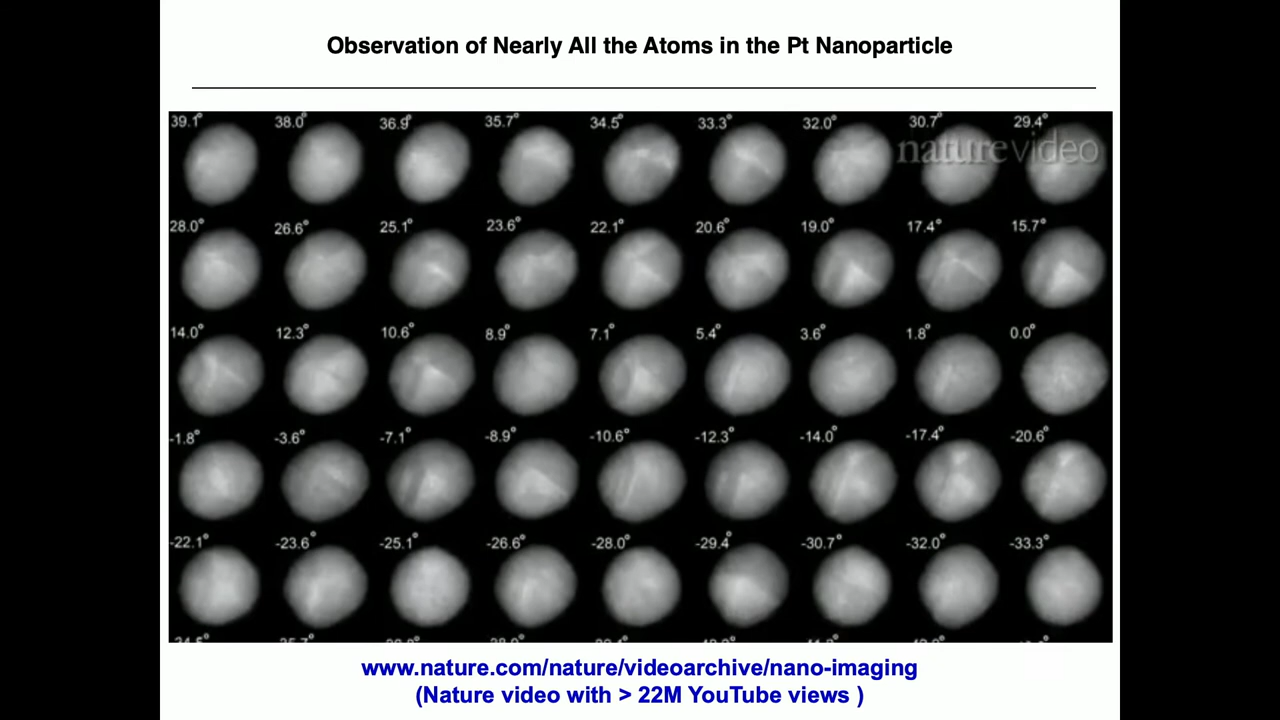 Observation of Nearly All the Atoms in the Pt Nanoparticle
39.1° 38.0° 36.9° 35.7° 34.5° 33.3° 32.0° 30.7° 29.4°
naturevideo
28.0° 26.6° 25.1° 23.6° 22.1° 20.6° 19.0° 17.4° 15.7°
14.0° 12.3° 10.6° 8.9° 7.1° 5.4° 3.6° 1.8° 0.0°
-1.8° -3.6° -7.1° -8.9° -10.6° -12.3° -14.0° -17.4° -20.6°
-22.1° -23.6° -25.1° -26.6° -28.0° -29.4° -30.7° -32.0° -33.3°
www.nature.com/nature/videoarchive/nano-imaging
(Nature video with > 22M YouTube views )